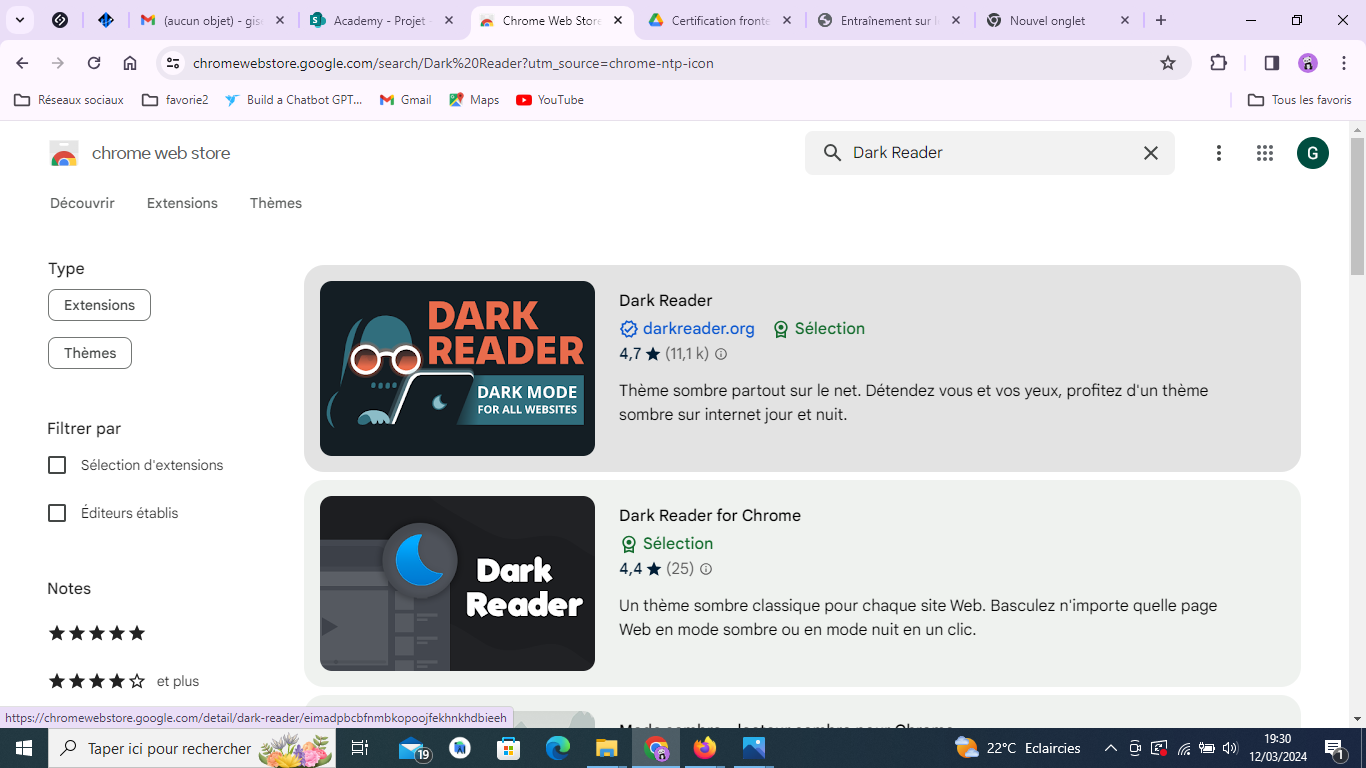 (aucun objet) - gis
Academy - Projet
Chrome Web Store
Certification fronte
Entraînement sur l
Nouvel onglet
chromewebstore.google.com/search/Dark%20Reader?utm_source=chrome-ntp-icon
Réseaux sociaux
favorie2
Build a Chatbot GPT...
Gmail
Maps
YouTube
Tous les favoris
chrome web store
Dark Reader
G
Découvrir
Extensions
Thèmes
Type
Extensions
Thèmes
Filtrer par
Sélection d'extensions
Éditeurs établis
Notes
et plus
DARK
READER
DARK MODE
FOR ALL WEBSITES
Dark Reader
darkreader.org Sélection
4,7 ★ (11,1 k)
Thème sombre partout sur le net. Détendez vous et vos yeux, profitez d'un thème
sombre sur internet jour et nuit.
Dark
Reader
Dark Reader for Chrome
Sélection
4,4 ★ (25)
Un thème sombre classique pour chaque site Web. Basculez n'importe quelle page
Web en mode sombre ou en mode nuit en un clic.
https://chromewebstore.google.com/detail/dark-reader/eimadpbcbfnmbkopoojfekhnkhdbieeh
Taper ici pour rechercher
19
22°C Eclaircies
19:30
12/03/2024
1